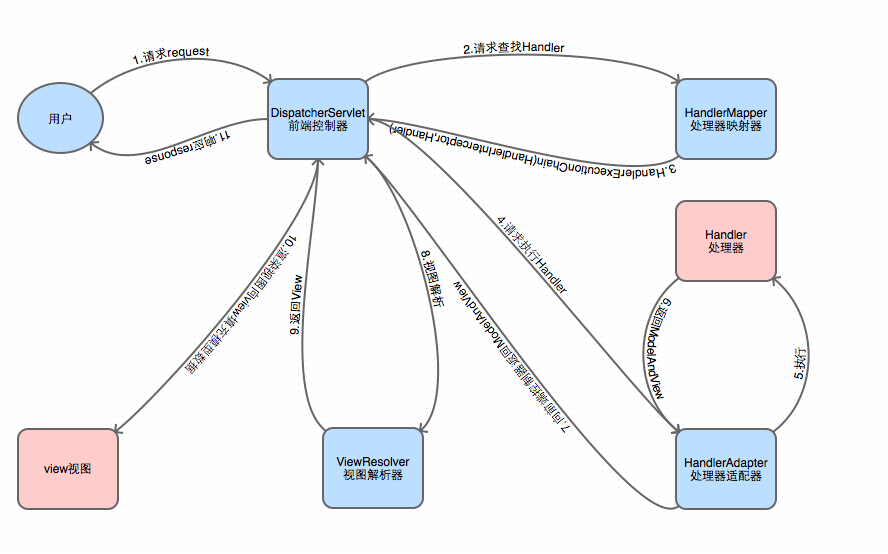 1.请求request
2.请求查找Handler
用户
DispatcherServlet
前端控制器
HandlerMapper
处理器映射器
11.响应response
3.HandlerExecutionChain(HandlerInterceptor,Handler)
Handler
处理器
4.请求执行Handler
10.渲染视图向view填充模型数据
9.返回View
8.视图解析
7.向前端控制器返回ModelAndView
6.返回ModelAndView
5.执行
view视图
ViewResolver
视图解析器
HandlerAdapter
处理器适配器